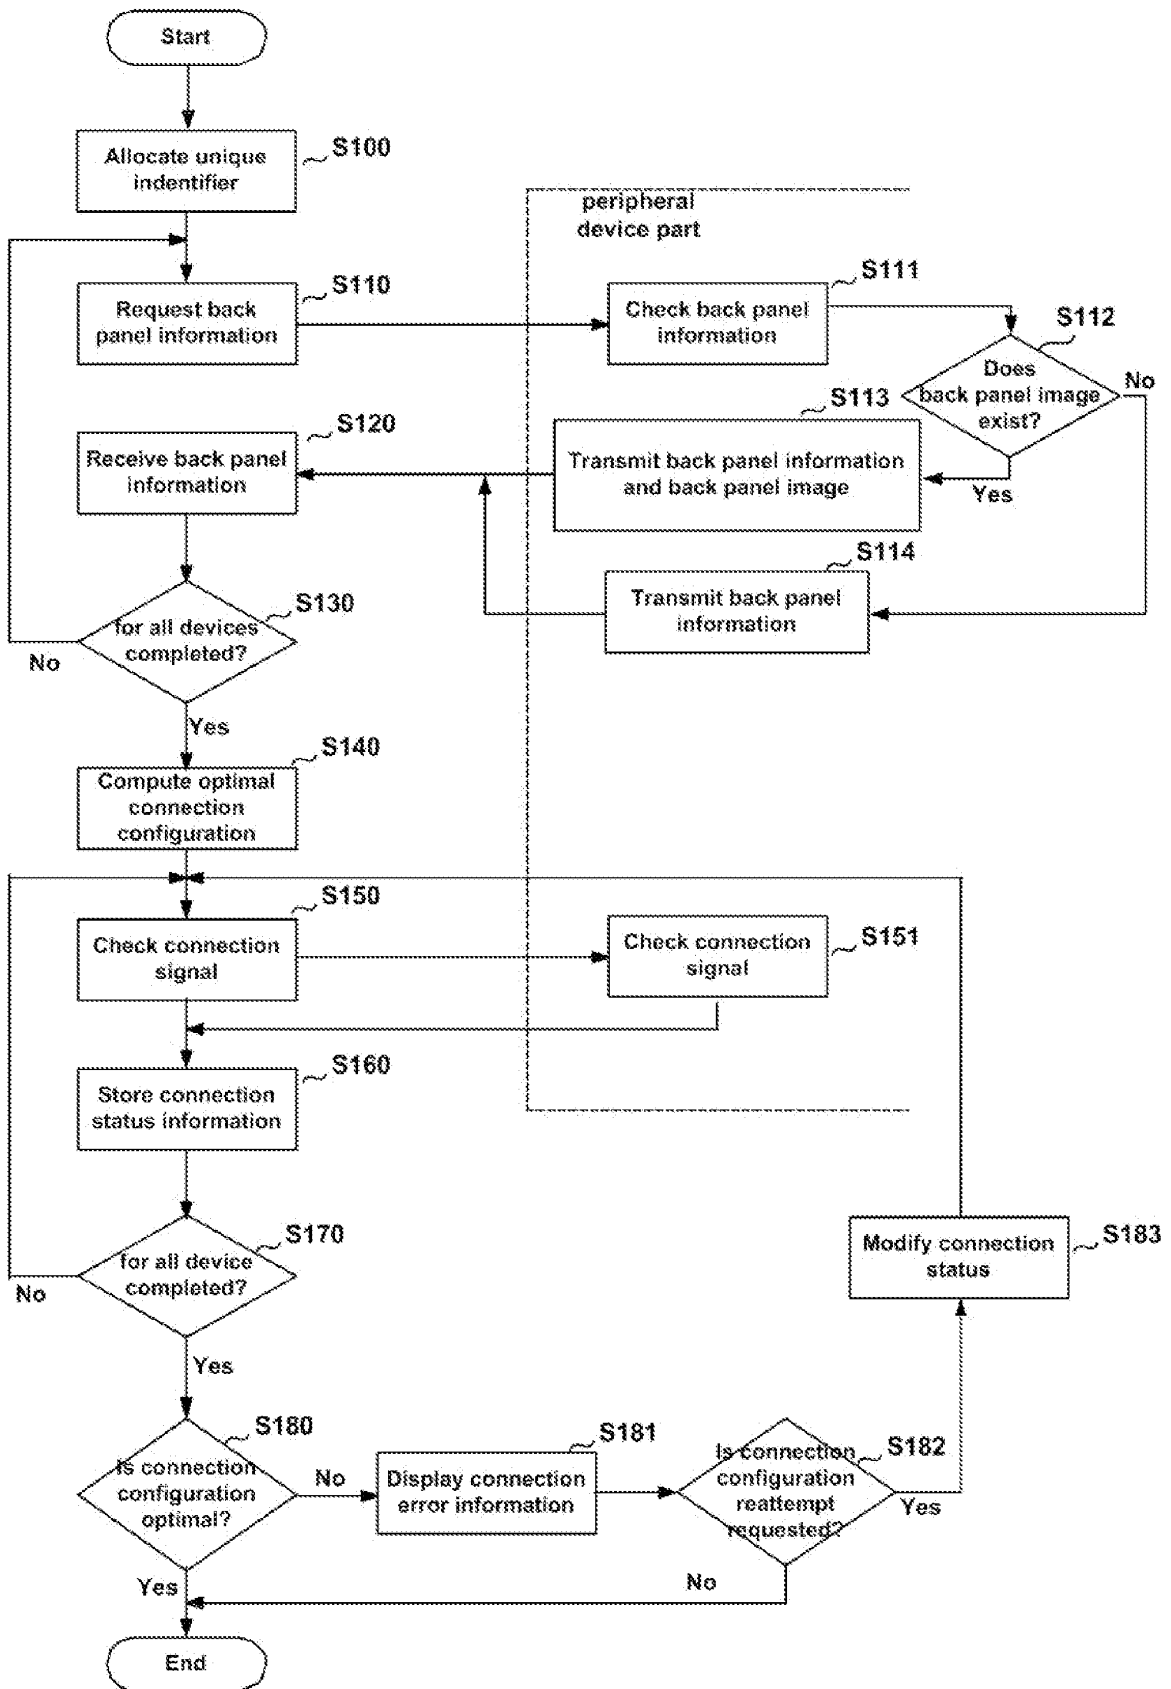 Start
Allocate unique
indentifier
S100
peripheral
device part
Request back
panel information
S110
Check back panel
information
S111
Does
back panel image
exist?
S112
No
Yes
Transmit back panel information
and back panel image
S113
Receive back panel
information
S120
Transmit back panel
information
S114
for all devices
completed?
S130
No
Yes
Compute optimal
connection
configuration
S140
Check connection
signal
S150
Check connection
signal
S151
Store connection
status information
S160
for all device
completed?
S170
No
Yes
Modify connection
status
S183
Is connection
configuration
optimal?
S180
No
Display connection
error information
S181
Is connection
configuration
reattempt
requested?
S182
Yes
Yes
No
End